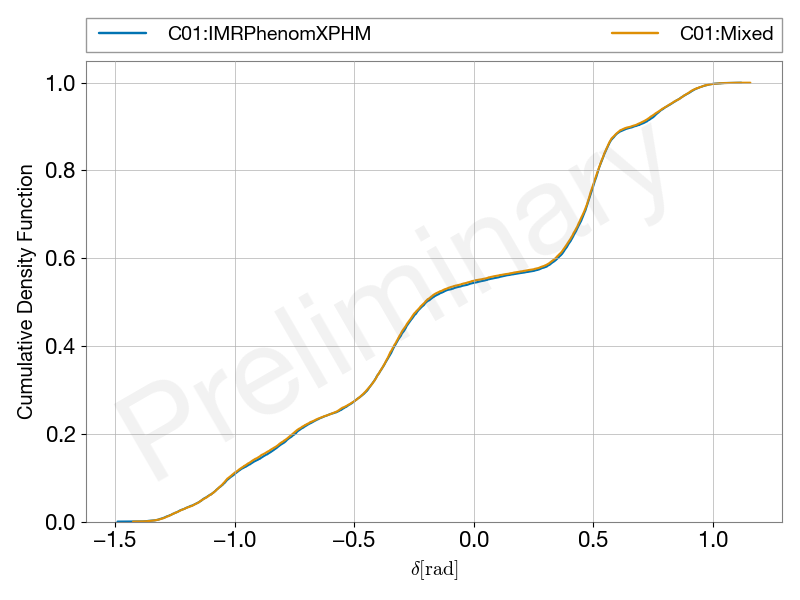 C01:IMRPhenomXPHM C01:Mixed
1.0
0.8
0.6
0.4
0.2
0.0
Cumulative Density Function
Preliminary
−1.5 −1.0 −0.5 0.0 0.5 1.0
δ[rad]